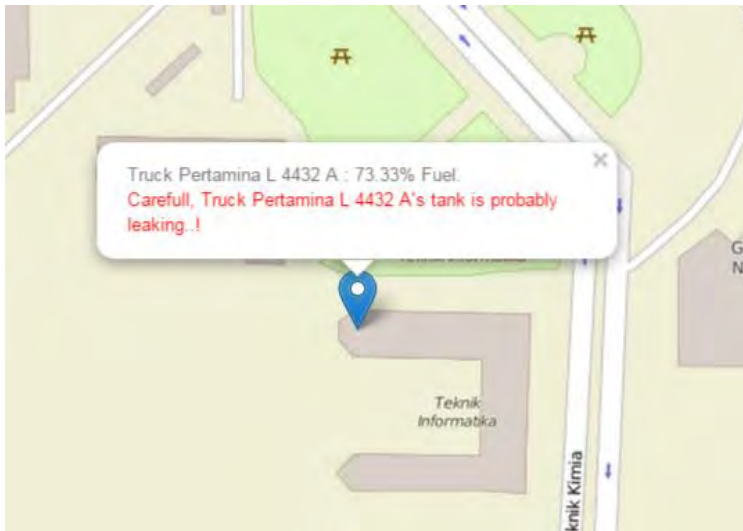 Truck Pertamina L 4432 A : 73.33% Fuel.
Carefull, Truck Pertamina L 4432 A's tank is probably
leaking..!
×
Teknik Informatika
G
N
Teknik
Informatika
knik Kimia